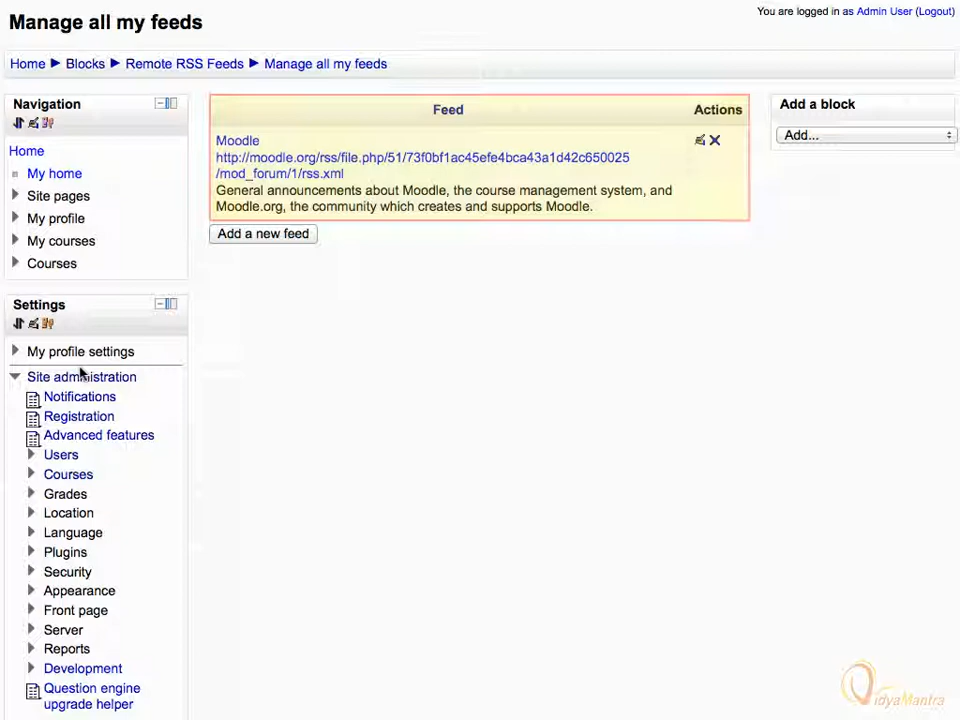 Manage all my feeds
You are logged in as Admin User (Logout)
Home ► Blocks ► Remote RSS Feeds ► Manage all my feeds
Navigation
Home
My home
Site pages
My profile
My courses
Courses
Settings
My profile settings
Site administration
Notifications
Registration
Advanced features
Users
Courses
Grades
Location
Language
Plugins
Security
Appearance
Front page
Server
Reports
Development
Question engine
upgrade helper
Feed Actions
Moodle
http://moodle.org/rss/file.php/51/73f0bf1ac45efe4bca43a1d42c650025
/mod_forum/1/rss.xml
General announcements about Moodle, the course management system, and
Moodle.org, the community which creates and supports Moodle.
Add a new feed
Add a block
Add...
VidyaMantra